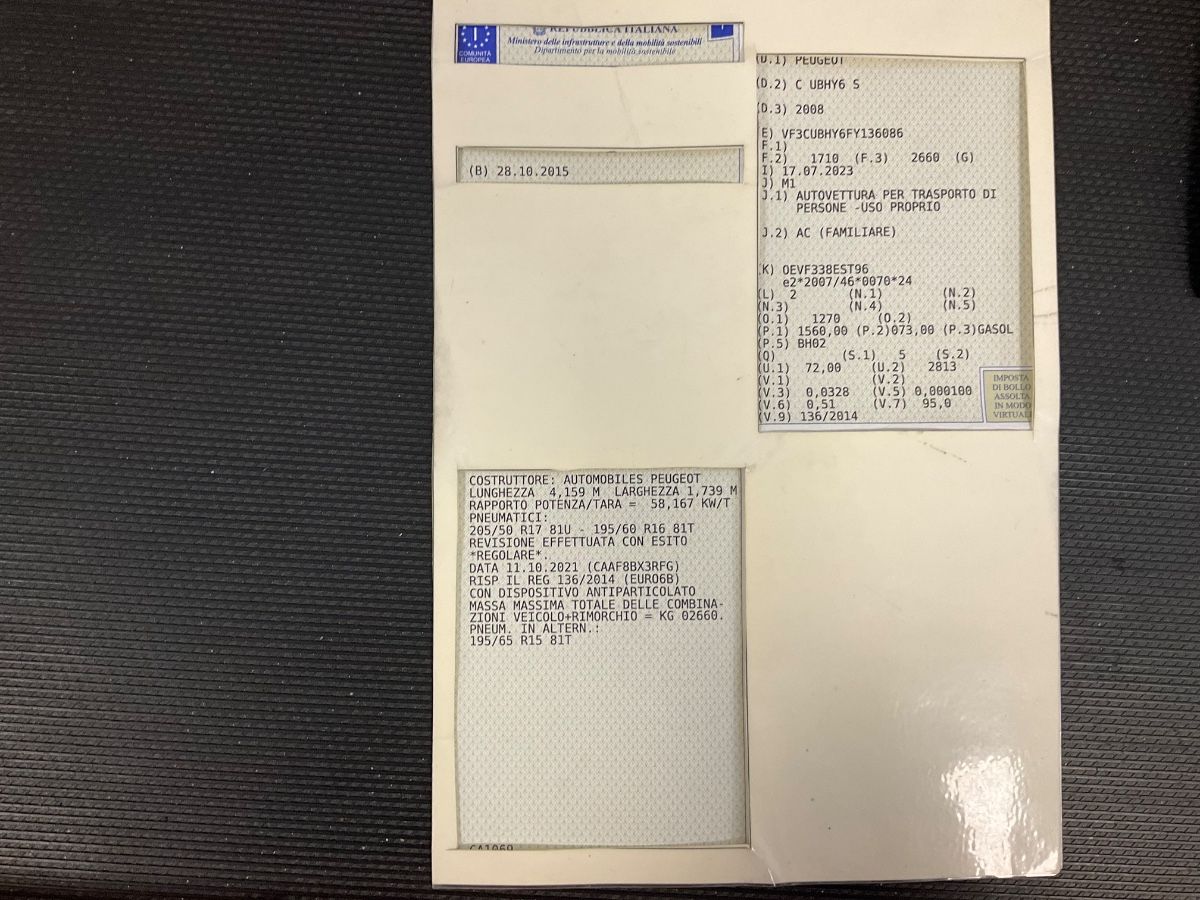 COMUNITÀ
EUROPEA
REPUBBLICA ITALIANA
Ministero delle infrastrutture e della mobilità sostenibili
Dipartimento per la mobilità sostenibile
I
(B) 28.10.2015
COSTRUTTORE: AUTOMOBILES PEUGEOT
LUNGHEZZA 4,159 M LARGHEZZA 1,739 M
RAPPORTO POTENZA/TARA = 58,167 KW/T
PNEUMATICI:
205/50 R17 81U - 195/60 R16 81T
REVISIONE EFFETTUATA CON ESITO
*REGOLARE*.
DATA 11.10.2021 (CAAF8BX3RFG)
RISP IL REG 136/2014 (EURO6B)
CON DISPOSITIVO ANTIPARTICOLATO
MASSA MASSIMA TOTALE DELLE COMBINA-
ZIONI VEICOLO+RIMORCHIO = KG 02660.
PNEUM. IN ALTERN.:
195/65 R15 81T
CA1069
(D.1) PEUGEOT
(D.2) C UBHY6 S
(D.3) 2008
E) VF3CUBHY6FY136086
F.1)
F.2) 1710 (F.3) 2660 (G)
I) 17.07.2023
J) M1
J.1) AUTOVETTURA PER TRASPORTO DI
PERSONE -USO PROPRIO
J.2) AC (FAMILIARE)
K) OEVF338EST96
e2*2007/46*0070*24
(L) 2 (N.1) (N.2)
(N.3) (N.4) (N.5)
(O.1) 1270 (O.2)
(P.1) 1560,00 (P.2)073,00 (P.3)GASOL
(P.5) BH02
(Q) (S.1) 5 (S.2)
(U.1) 72,00 (U.2) 2813
(V.1) (V.2)
(V.3) 0,0328 (V.5) 0,000100
(V.6) 0,51 (V.7) 95,0
(V.9) 136/2014
IMPOSTA
DI BOLLO
ASSOLTA
IN MODO
VIRTUAL